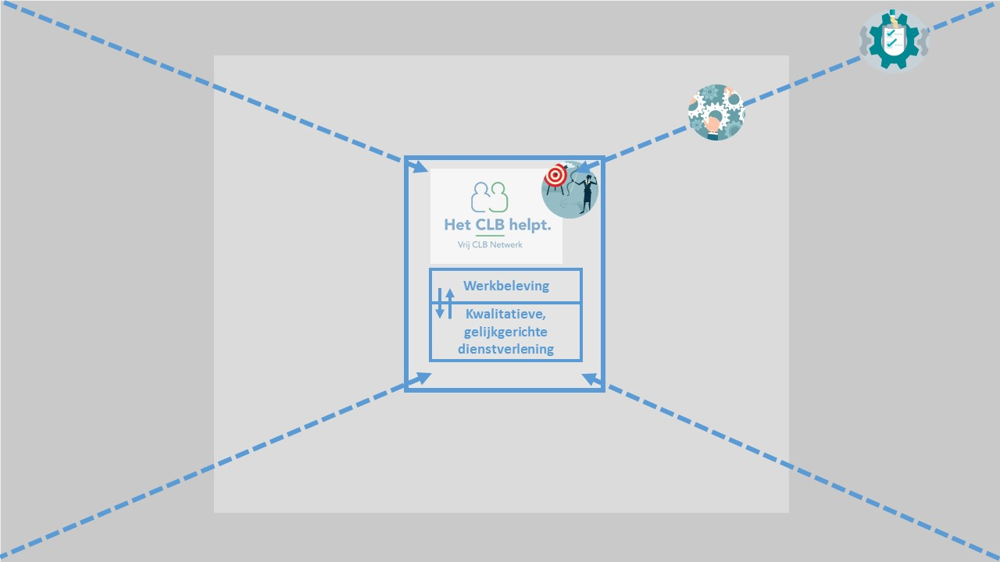 Het CLB helpt.
Vrij CLB Netwerk
Werkbeleving
Kwalitatieve,
gelijkgerichte
dienstverlening